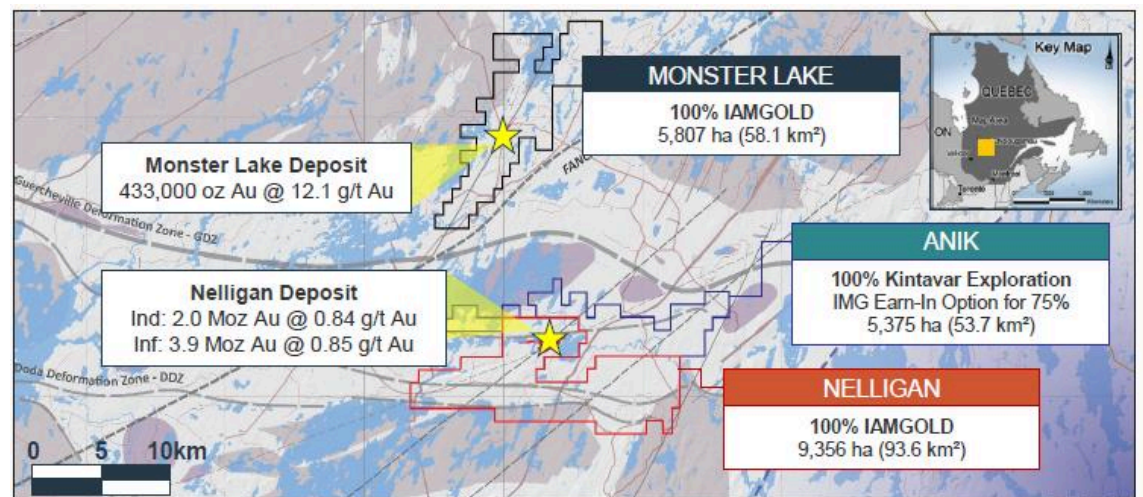 MONSTER LAKE
100% IAMGOLD
5,807 ha (58.1 km²)
Key Map
QUEBEC
Map Area
ON
Toronto
Monster Lake Deposit
433,000 oz Au @ 12.1 g/t Au
FANC
Guercheville Deformation Zone - GDZ
ANIK
100% Kintavar Exploration
IMG Earn-In Option for 75%
5,375 ha (53.7 km²)
Nelligan Deposit
Ind: 2.0 Moz Au @ 0.84 g/t Au
Inf: 3.9 Moz Au @ 0.85 g/t Au
Doda Deformation Zone - DDZ
NELLIGAN
100% IAMGOLD
9,356 ha (93.6 km²)
0 5 10km